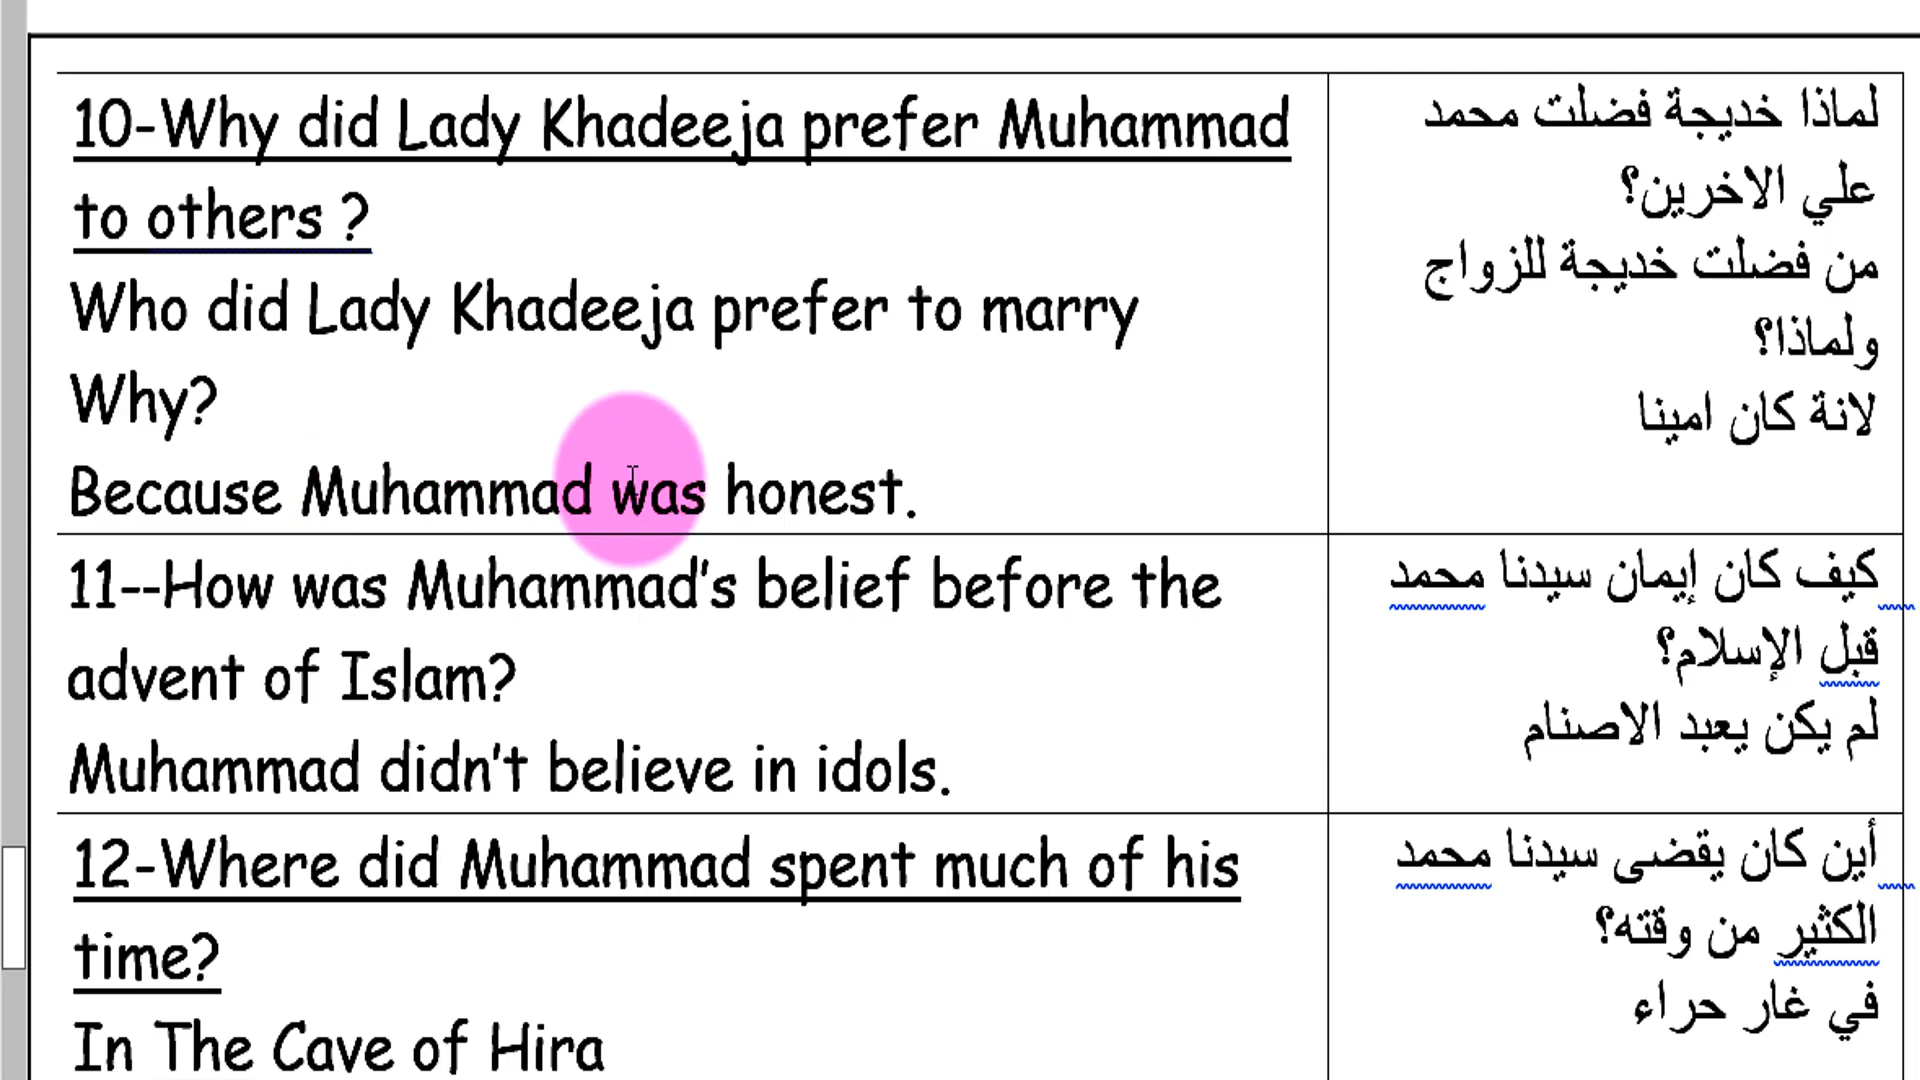 10-Why did Lady Khadeeja prefer Muhammad
to others ?
Who did Lady Khadeeja prefer to marry
Why?
Because Muhammad was honest.
لماذا خديجة فضلت محمد
علي الاخرين؟
من فضلت خديجة للزواج
ولماذا؟
لانة كان امينا
11--How was Muhammad's belief before the
advent of Islam?
Muhammad didn't believe in idols.
كيف كان إيمان سيدنا محمد
قبل الإسلام؟
لم يكن يعبد الاصنام
12-Where did Muhammad spent much of his
time?
In The Cave of Hira
أين كان يقضى سيدنا محمد
الكثير من وقته؟
في غار حراء